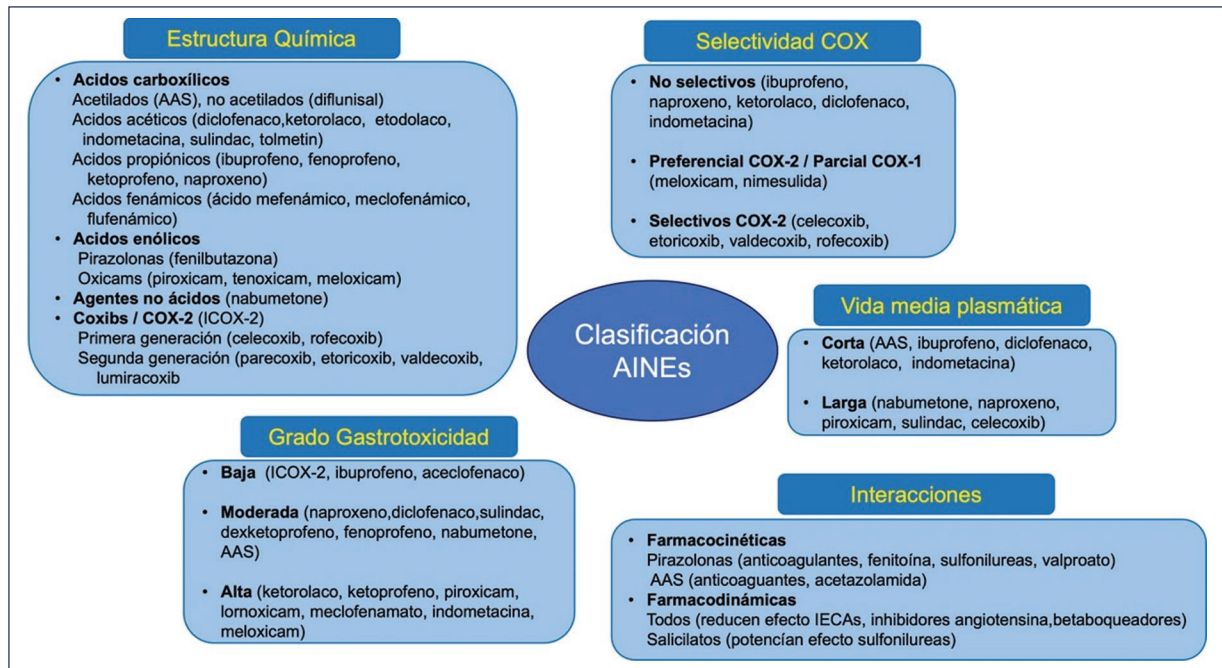 Estructura Química
• Acidos carboxílicos
Acetilados (AAS), no acetilados (diflunisal)
Acidos acéticos (diclofenaco,ketorolaco, etodolaco,
indometacina, sulindac, tolmetin)
Acidos propiónicos (ibuprofeno, fenoprofeno,
ketoprofeno, naproxeno)
Acidos fenámicos (ácido mefenámico, meclofenámico,
flufenámico)
• Acidos enólicos
Pirazolonas (fenilbutazona)
Oxicams (piroxicam, tenoxicam, meloxicam)
• Agentes no ácidos (nabumetone)
• Coxibs / COX-2 (ICOX-2)
Primera generación (celecoxib, rofecoxib)
Segunda generación (parecoxib, etoricoxib, valdecoxib,
lumiracoxib
Selectividad COX
• No selectivos (ibuprofeno,
naproxeno, ketorolaco, diclofenaco,
indometacina)
• Preferencial COX-2 / Parcial COX-1
(meloxicam, nimesulida)
• Selectivos COX-2 (celecoxib,
etoricoxib, valdecoxib, rofecoxib)
Clasificación
AINEs
Vida media plasmática
• Corta (AAS, ibuprofeno, diclofenaco,
ketorolaco, indometacina)
• Larga (nabumetone, naproxeno,
piroxicam, sulindac, celecoxib)
Grado Gastrotoxicidad
• Baja (ICOX-2, ibuprofeno, aceclofenaco)
• Moderada (naproxeno,diclofenaco,sulindac,
dexketoprofeno, fenoprofeno, nabumetone,
AAS)
• Alta (ketorolaco, ketoprofeno, piroxicam,
lornoxicam, meclofenamato, indometacina,
meloxicam)
Interacciones
• Farmacocinéticas
Pirazolonas (anticoagulantes, fenitoína, sulfonilureas, valproato)
AAS (anticoaguantes, acetazolamida)
• Farmacodinámicas
Todos (reducen efecto IECAs, inhibidores angiotensina,betaboqueadores)
Salicilatos (potencían efecto sulfonilureas)